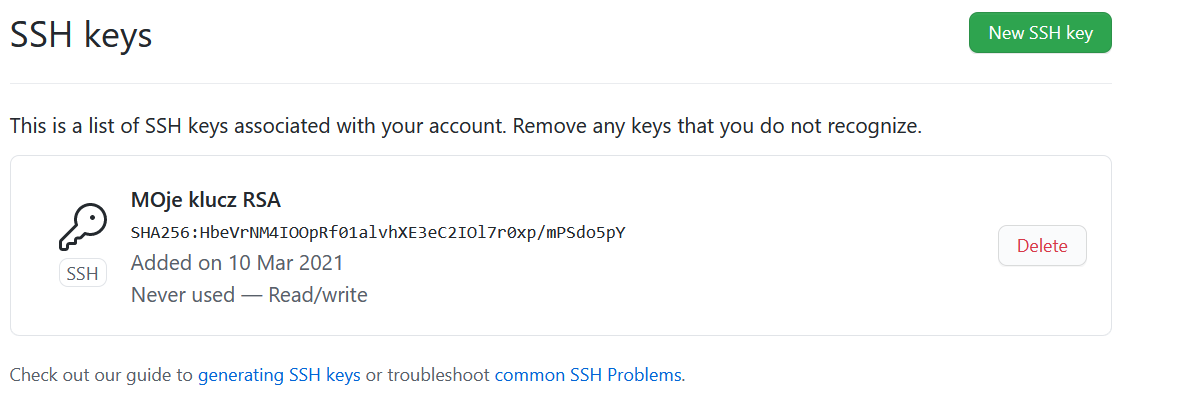 SSH keys
New SSH key
This is a list of SSH keys associated with your account. Remove any keys that you do not recognize.
MOje klucz RSA
SHA256:HbeVrNM4IOOpRf01alvhXE3eC2IOl7r0xp/mPSdo5pY
Added on 10 Mar 2021
Never used — Read/write
SSH
Delete
Check out our guide to generating SSH keys or troubleshoot common SSH Problems.